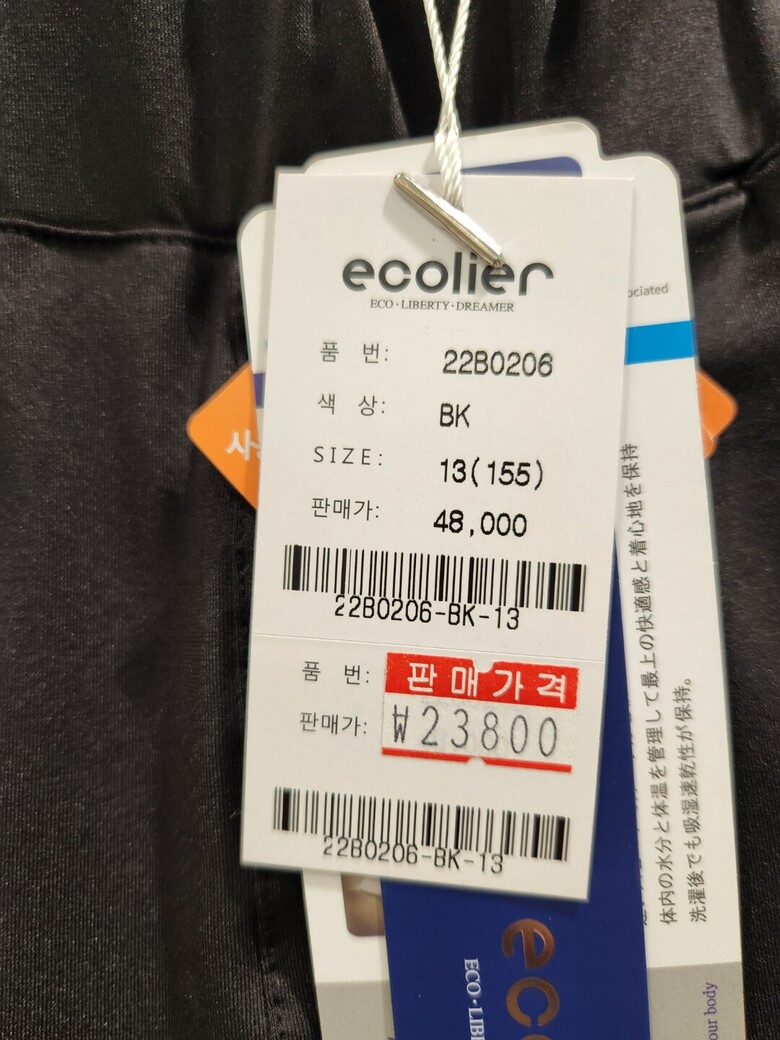 ecolier
ECO·LIBERTY·DREAMER
품 번: 22B0206
색 상: BK
SIZE: 13(155)
판매가: 48,000
22B0206-BK-13
품 번:
판매가격
판매가: ₩23800
22B0206-BK-13
体内の水分と体温を管理して最上の快適感と着心地を保持
洗濯後でも吸湿速乾性が保持。